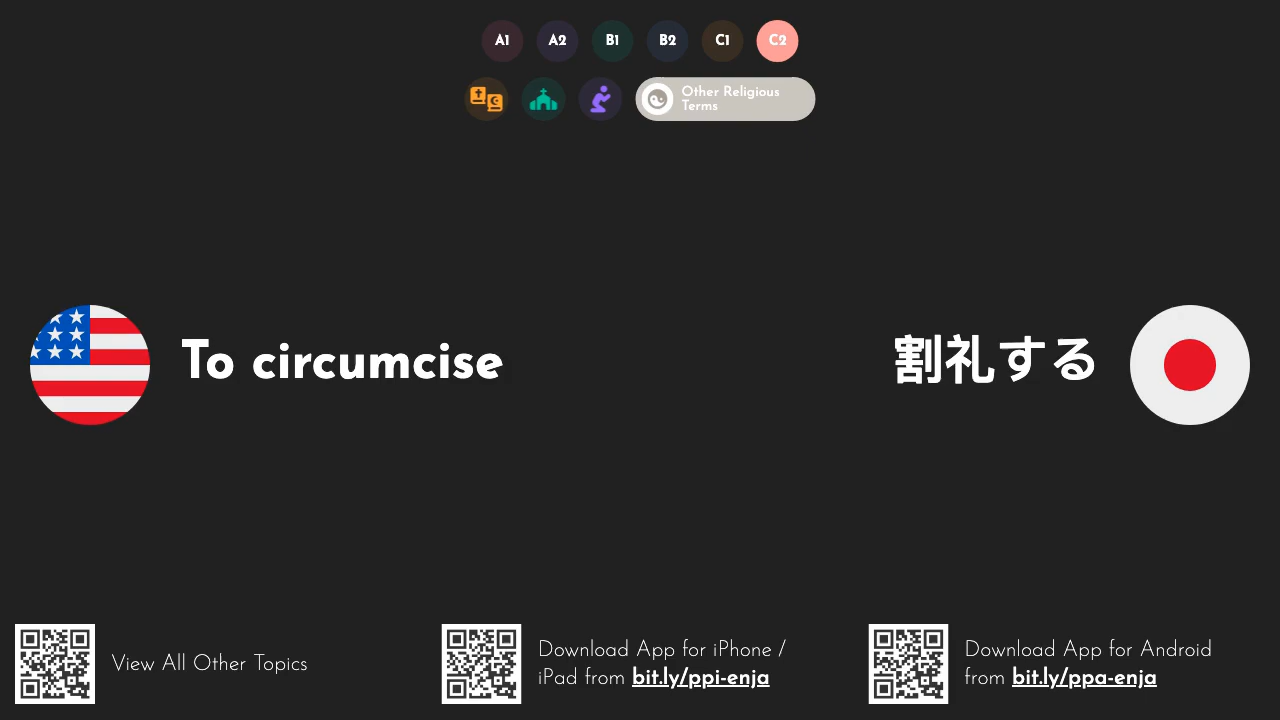 A1 A2 B1 B2 C1 C2
Other Religious
Terms
To circumcise
割礼する
View All Other Topics
Download App for iPhone /
iPad from bit.ly/ppi-enja
Download App for Android
from bit.ly/ppa-enja